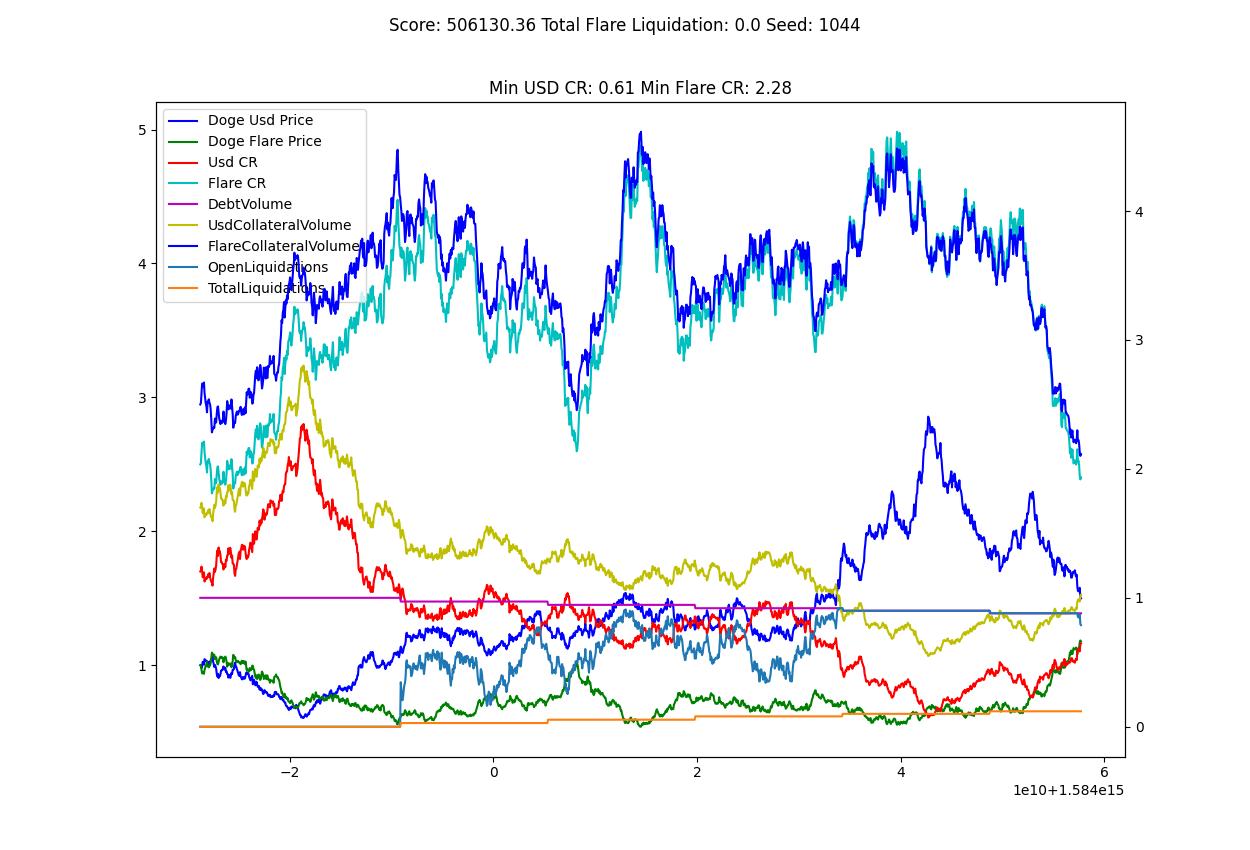 Score: 506130.36 Total Flare Liquidation: 0.0 Seed: 1044
Min USD CR: 0.61 Min Flare CR: 2.28
Doge Usd Price
Doge Flare Price
Usd CR
Flare CR
DebtVolume
UsdCollateralVolume
FlareCollateralVolume
OpenLiquidations
TotalLiquidations
5
4
3
2
1
4
3
2
1
0
−2
0
2
4
6
1e10+1.584e15